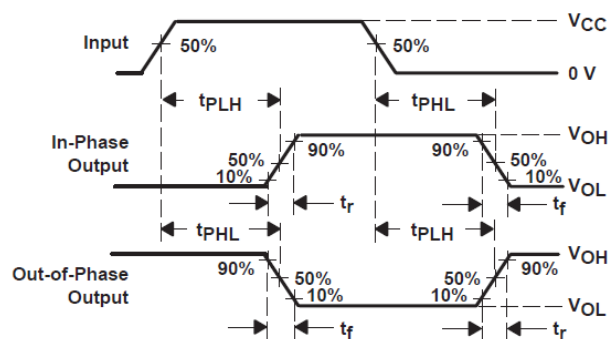 Input
50%
50%
VCC
0 V
tPLH
tPHL
In-Phase
Output
90%
90%
VOH
50%
50%
10%
10%
VOL
tr
tf
tPHL
tPLH
Out-of-Phase
Output
90%
90%
VOH
50%
50%
10%
10%
VOL
tf
tr